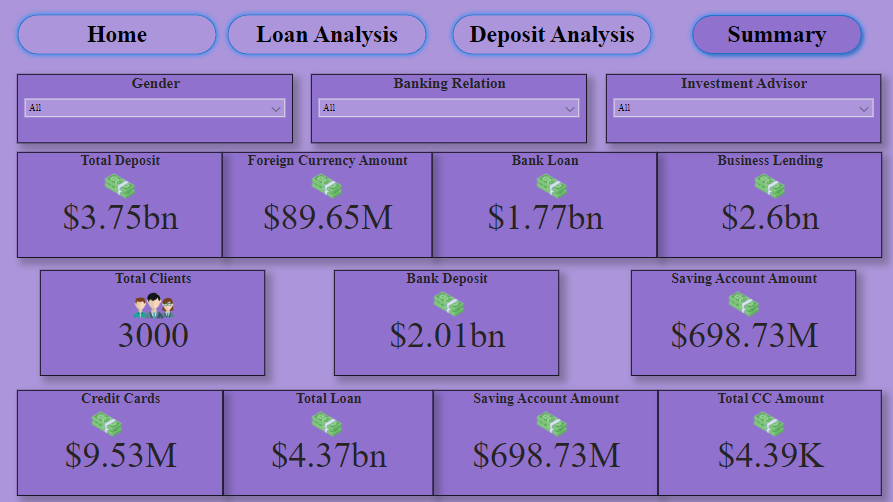 Home Loan Analysis Deposit Analysis Summary
Gender Banking Relation Investment Advisor
All All All
Total Deposit Foreign Currency Amount Bank Loan Business Lending
$3.75bn $89.65M $1.77bn $2.6bn
Total Clients Bank Deposit Saving Account Amount
3000 $2.01bn $698.73M
Credit Cards Total Loan Saving Account Amount Total CC Amount
$9.53M $4.37bn $698.73M $4.39K